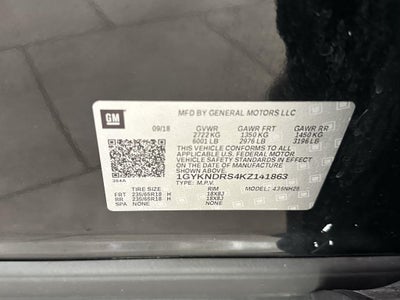 GM
MFD BY GENERAL MOTORS LLC
09/18 GVWR GAWR FRT GAWR RR
2722 KG 1350 KG 1450 KG
6001 LB 2976 LB 3196 LB
THIS VEHICLE CONFORMS TO ALL
APPLICABLE U.S. FEDERAL MOTOR
VEHICLE SAFETY STANDARDS IN EFFECT
ON THE DATE OF MANUFACTURE
1GYKNDRS4KZ141863
TYPE: M.P.V. MODEL: 436NH26
TIRE SIZE RIM
FRT 235/65R18 H 18X8J
RR 235/65R18 H 18X8J
SPA NONE NONE